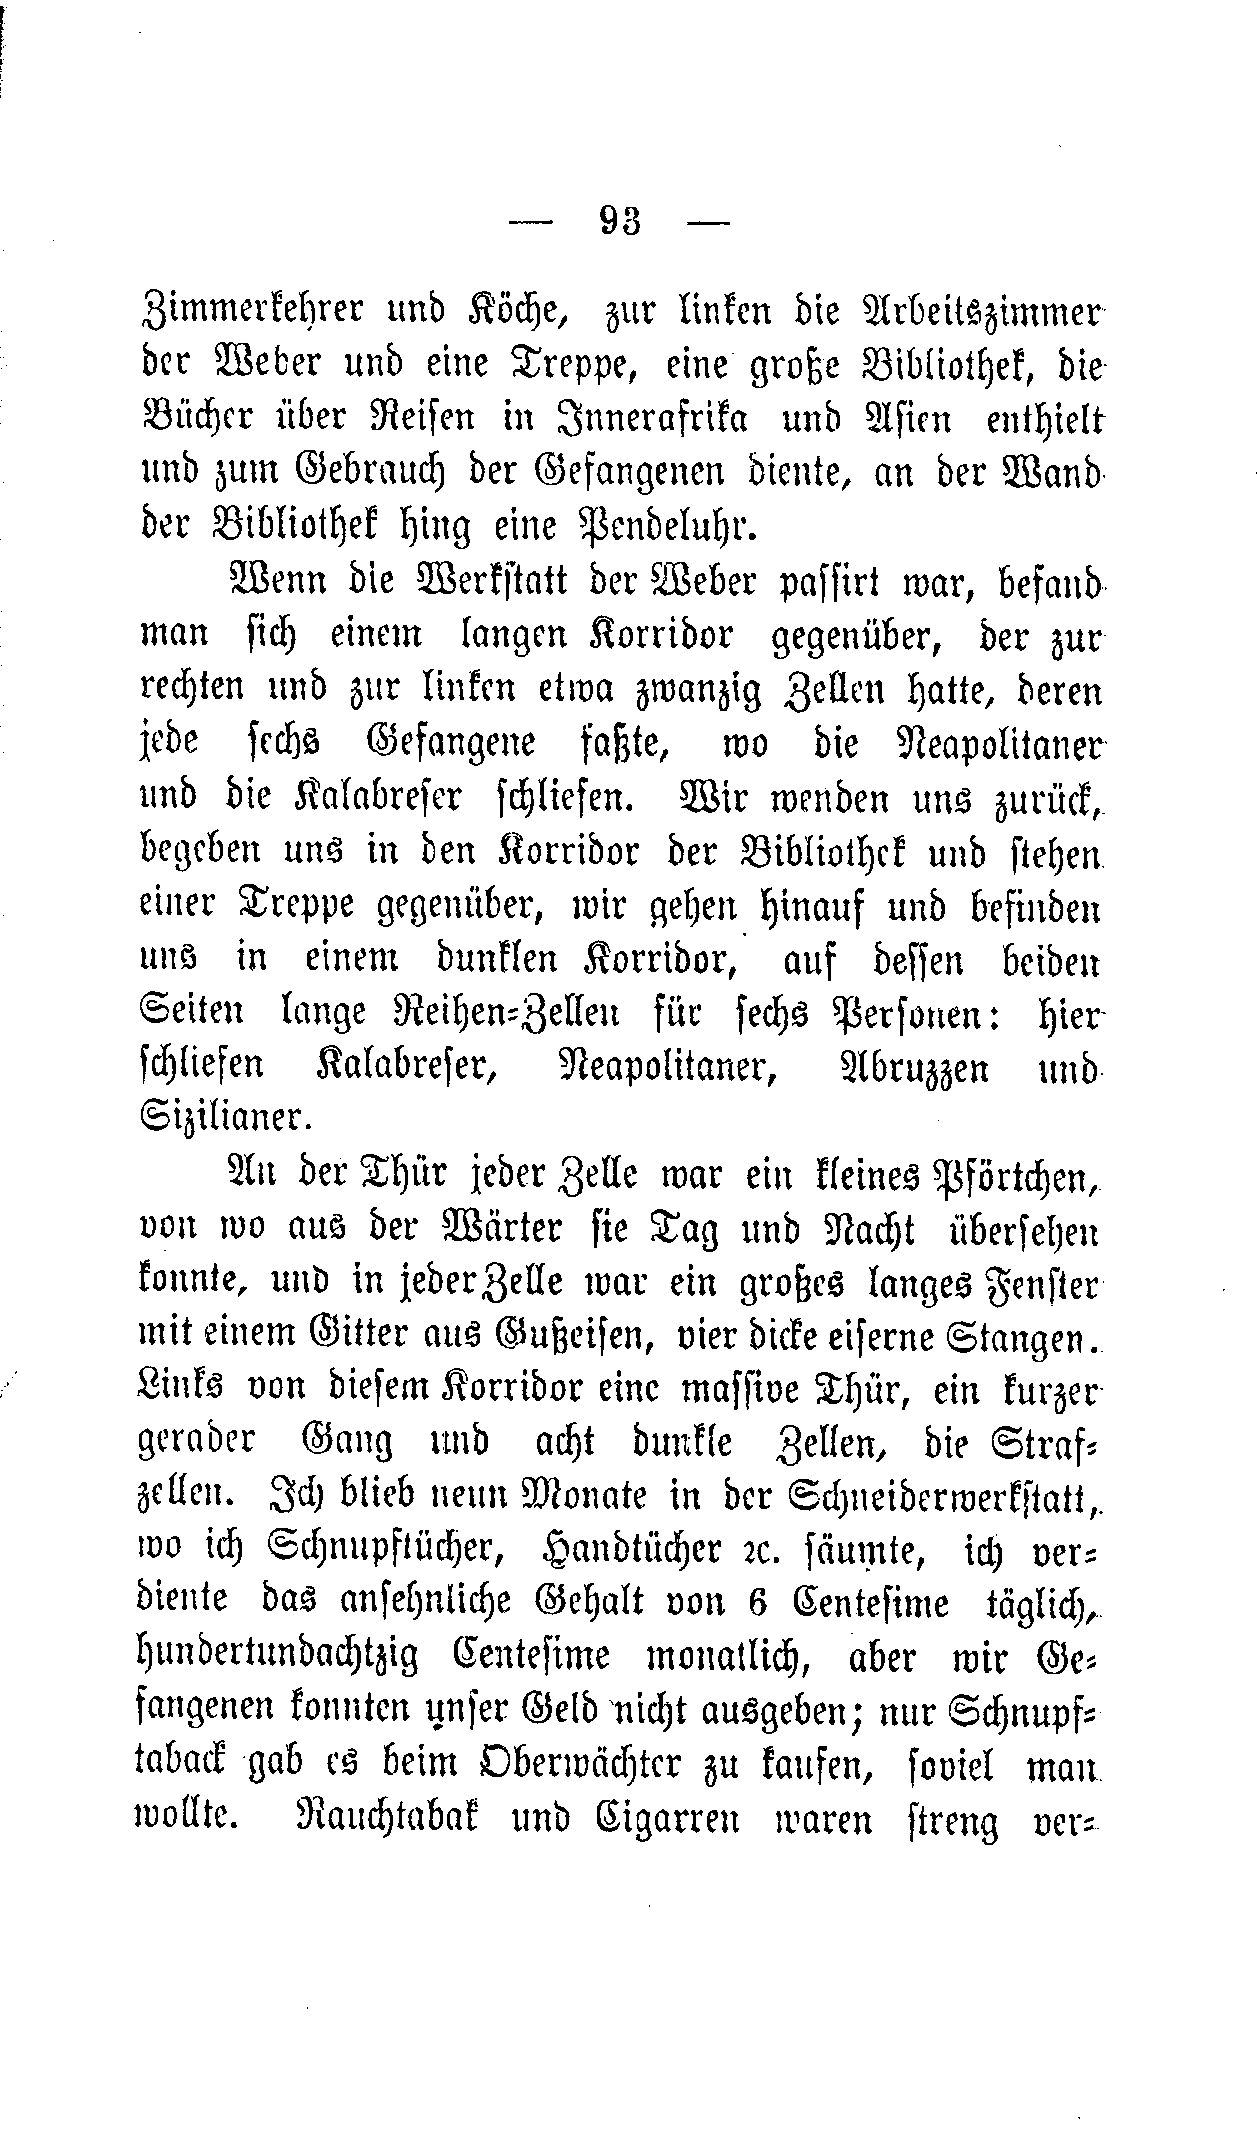 — 93 —
Zimmerkehrer und Köche, zur linken die Arbeitszimmer
der Weber und eine Treppe, eine große Bibliothek, die
Bücher über Reisen in Innerafrika und Asien enthielt
und zum Gebrauch der Gefangenen diente, an der Wand
der Bibliothek hing eine Pendeluhr.
Wenn die Werkstatt der Weber passirt war, befand
man sich einem langen Korridor gegenüber, der zur
rechten und zur linken etwa zwanzig Zellen hatte, deren
jede sechs Gefangene faßte, wo die Neapolitaner
und die Kalabreser schliefen. Wir wenden uns zurück,
begeben uns in den Korridor der Bibliothek und stehen
einer Treppe gegenüber, wir gehen hinauf und befinden
uns in einem dunklen Korridor, auf dessen beiden
Seiten lange Reihen-Zellen für sechs Personen: hier
schliefen Kalabreser, Neapolitaner, Abruzzen und
Sizilianer.
An der Thür jeder Zelle war ein kleines Pförtchen,
von wo aus der Wärter sie Tag und Nacht übersehen
konnte, und in jeder Zelle war ein großes langes Fenster
mit einem Gitter aus Gußeisen, vier dicke eiserne Stangen.
Links von diesem Korridor eine massive Thür, ein kurzer
gerader Gang und acht dunkle Zellen, die Straf-
zellen. Ich blieb neun Monate in der Schneiderwerkstatt,
wo ich Schnupftücher, Handtücher ꝛc. säumte, ich ver-
diente das ansehnliche Gehalt von 6 Centesime täglich,
hundertundachtzig Centesime monatlich, aber wir Ge-
fangenen konnten unser Geld nicht ausgeben; nur Schnupf-
taback gab es beim Oberwächter zu kaufen, soviel man
wollte. Rauchtabak und Cigarren waren streng ver-